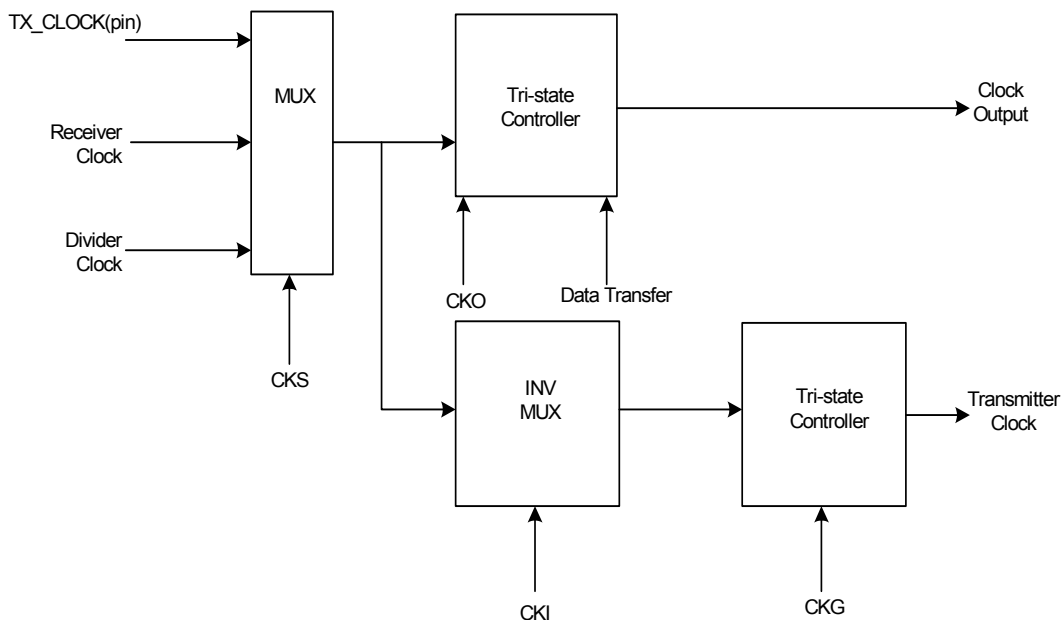 TX_CLOCK(pin)
MUX
Tri-state
Controller
Clock
Output
Receiver
Clock
Divider
Clock
CKO
Data Transfer
CKS
INV
MUX
Tri-state
Controller
Transmitter
Clock
CKI
CKG